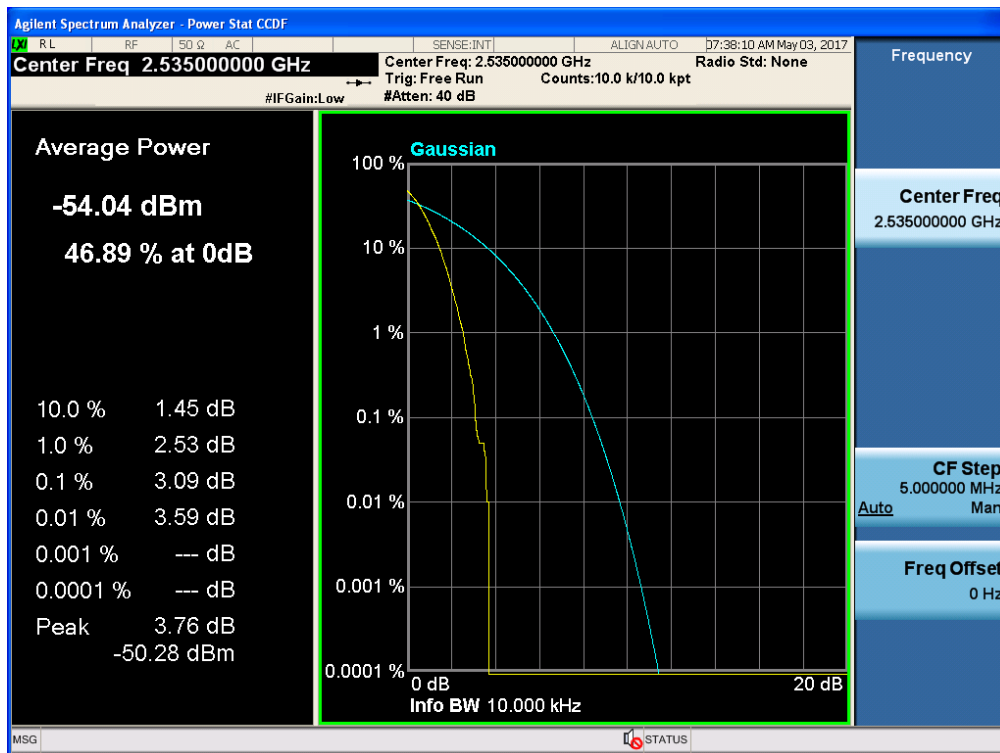 Agilent Spectrum Analyzer - Power Stat CCDF
LXI RL RF 50 Ω AC SENSE:INT ALIGN AUTO 07:38:10 AM May 03, 2017
Center Freq 2.535000000 GHz
Center Freq: 2.535000000 GHz Radio Std: None
Trig: Free Run Counts:10.0 k/10.0 kpt
#IFGain:Low #Atten: 40 dB
Average Power
-54.04 dBm
46.89 % at 0dB
10.0 % 1.45 dB
1.0 % 2.53 dB
0.1 % 3.09 dB
0.01 % 3.59 dB
0.001 % --- dB
0.0001 % --- dB
Peak 3.76 dB
-50.28 dBm
Gaussian
100 %
10 %
1 %
0.1 %
0.01 %
0.001 %
0.0001 %
0 dB 20 dB
Info BW 10.000 kHz
Frequency
Center Freq
2.535000000 GHz
CF Step
5.000000 MHz
Auto Man
Freq Offset
0 Hz
MSG STATUS